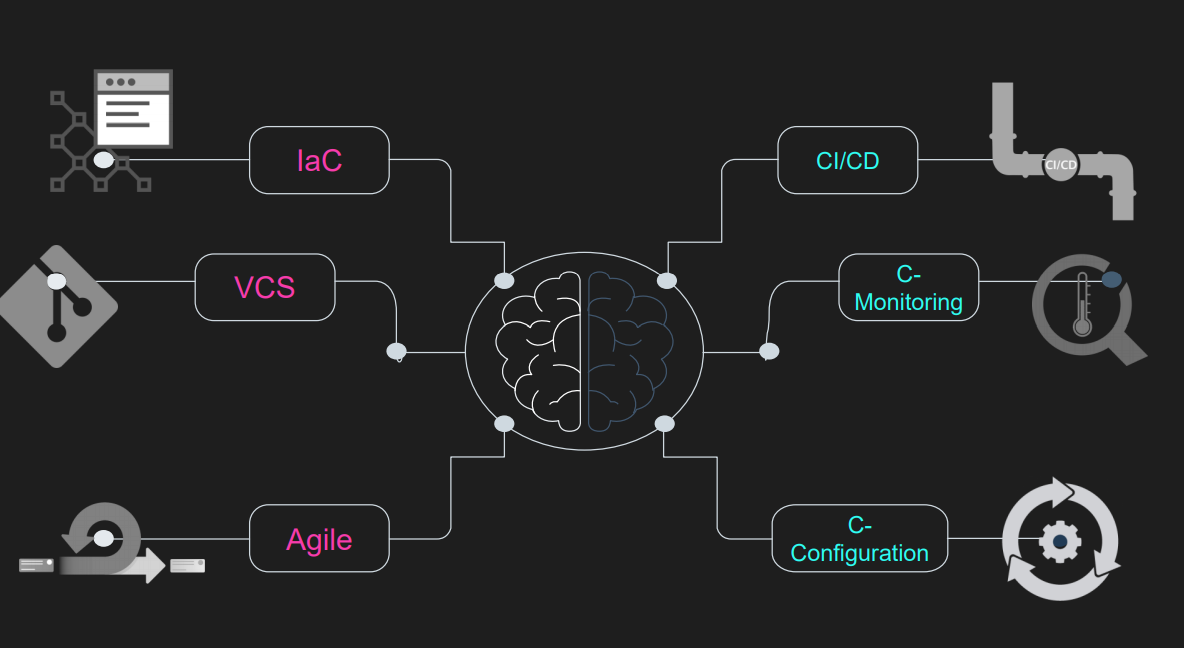 IaC
CI/CD
CI/CD
VCS
C-
Monitoring
Agile
C-
Configuration